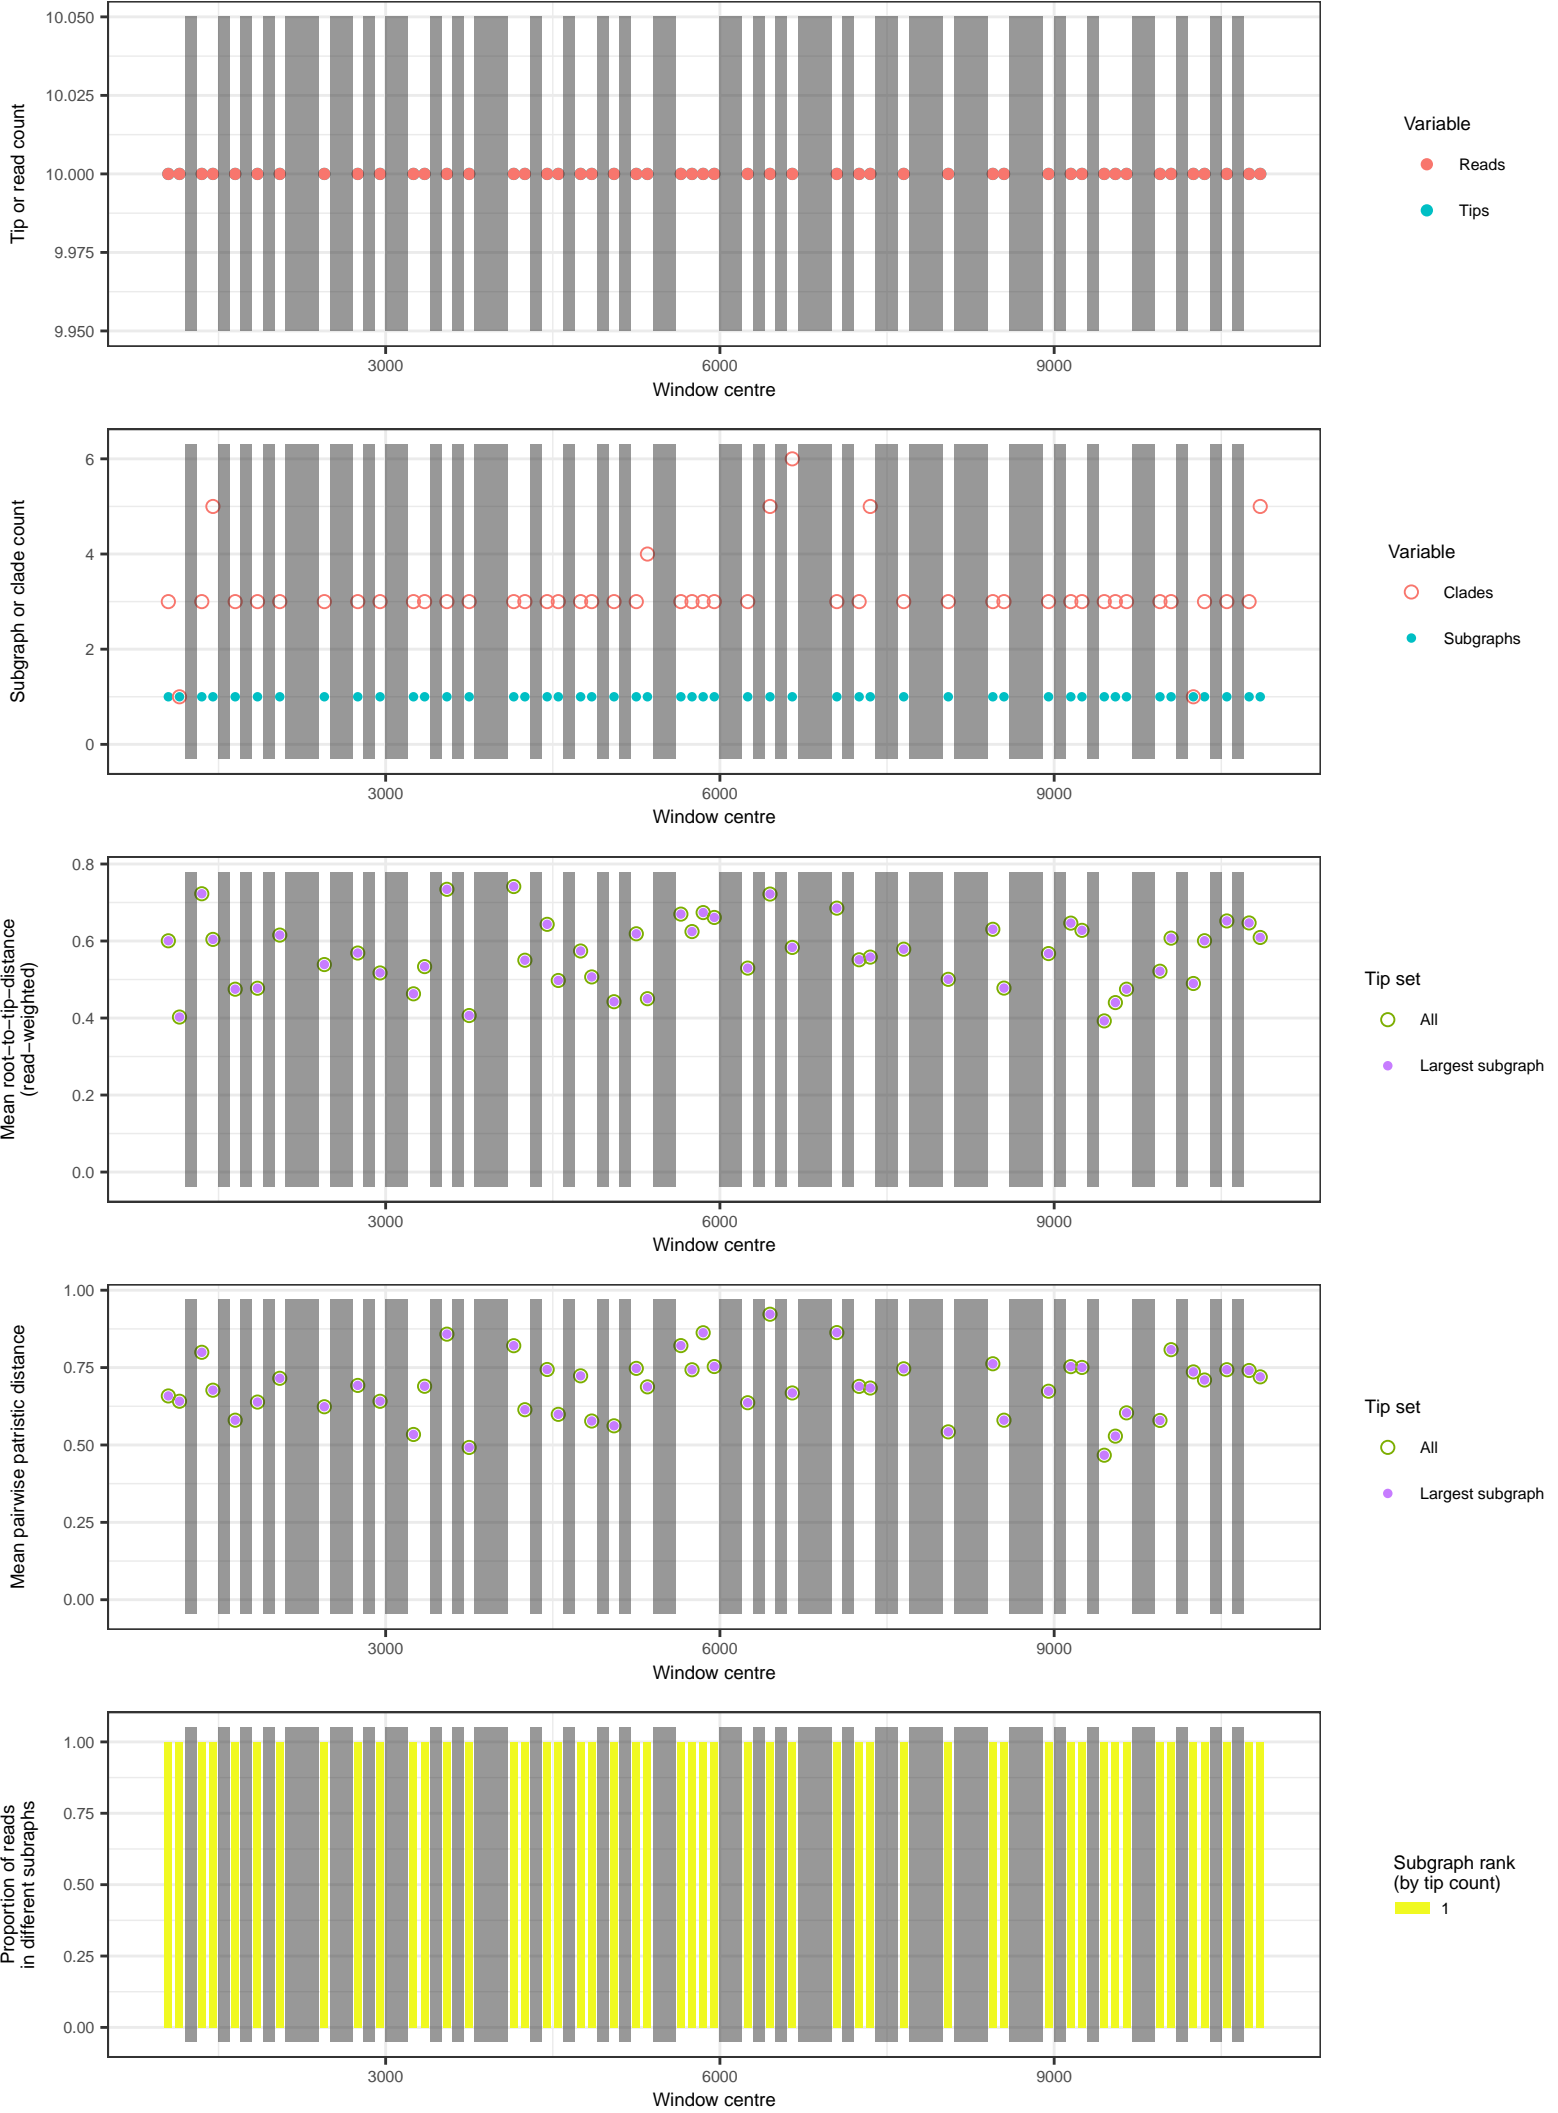 10.050
10.025
10.000
9.975
9.950
Tip or read count
3000 6000 9000
Window centre
Variable
Reads
Tips
6
4
2
0
Subgraph or clade count
3000 6000 9000
Window centre
Variable
Clades
Subgraphs
0.8
0.6
0.4
0.2
0.0
Mean root−to−tip−distance
(read−weighted)
3000 6000 9000
Window centre
Tip set
All
Largest subgraph
1.00
0.75
0.50
0.25
0.00
Mean pairwise patristic distance
3000 6000 9000
Window centre
Tip set
All
Largest subgraph
1.00
0.75
0.50
0.25
0.00
Proportion of reads
in different subraphs
3000 6000 9000
Window centre
Subgraph rank
(by tip count)
1